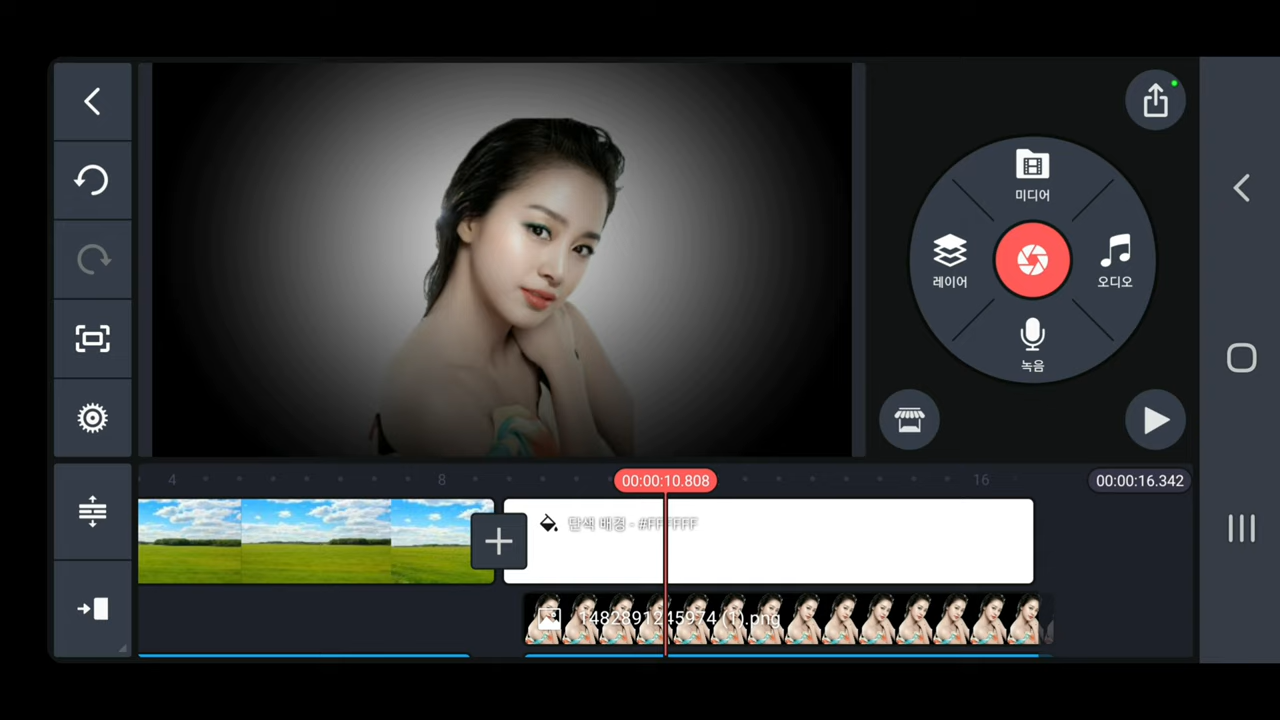 미디어
레이어
오디오
녹음
4
8
00:00:10.808
16
00:00:16.342
단색 배경 - #FFFFFF
1482891245974 (1).png